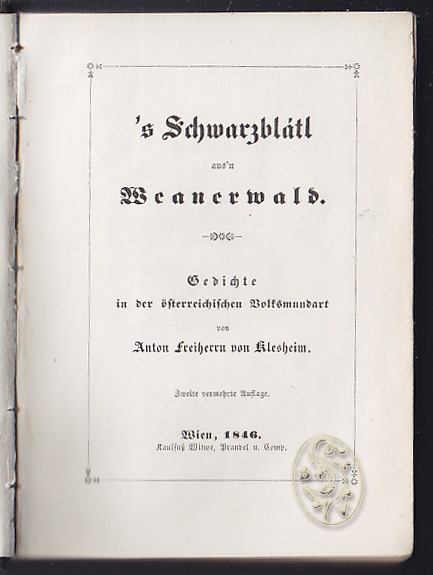 's Schwarzblátl
aus'n
Weanerwald.
Gedichte
in der österreichischen Volksmundart
von
Anton Freiherrn von Klesheim.
Zweite vermehrte Auflage.
Wien, 1846.
Kaulfuß Witwe, Prandel u. Comp.